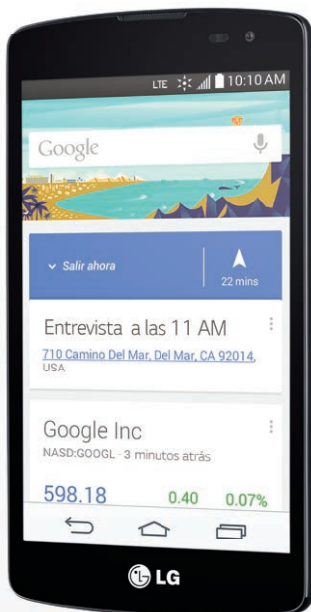 LTE 10:10 AM
Google
Salir ahora
22 mins
Entrevista a las 11 AM
710 Camino Del Mar, Del Mar, CA 92014,
USA
Google Inc
NASD:GOOGL - 3 minutos atrás
598.18 0.40 0.07%
LG LG